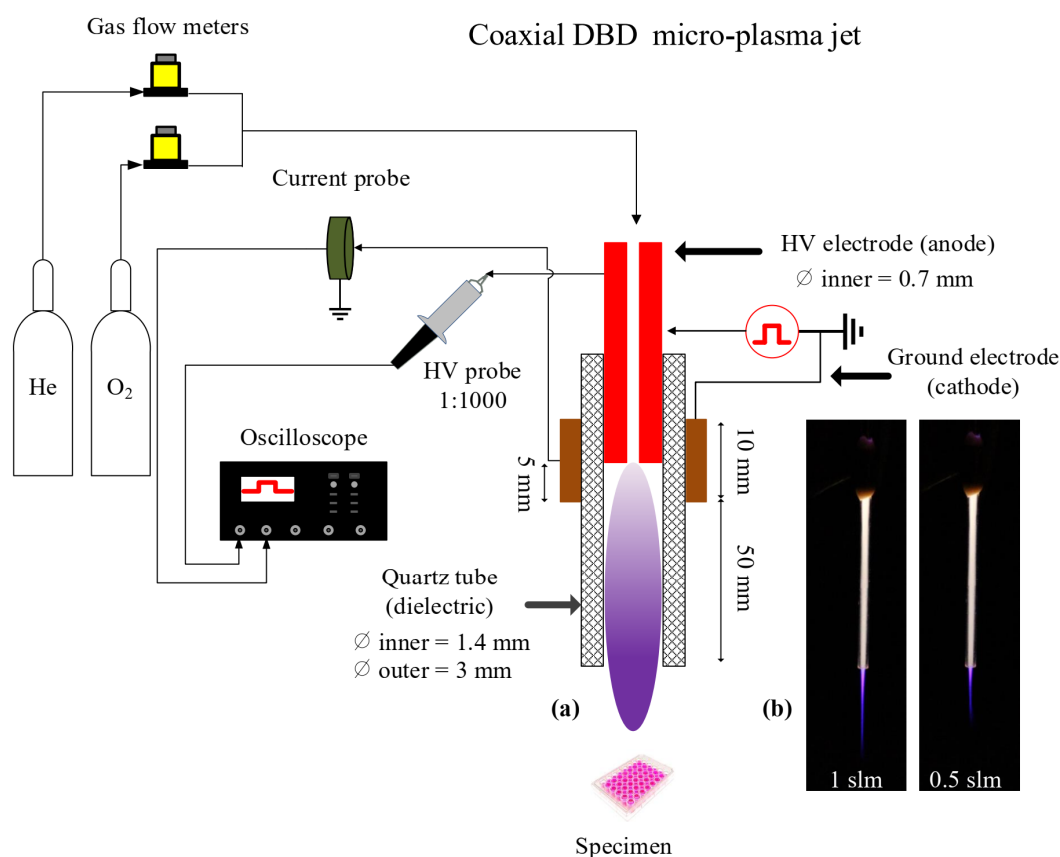 Coaxial DBD micro-plasma jet
Gas flow meters
Current probe
HV electrode (anode)
∅ inner = 0.7 mm
Ground electrode
(cathode)
He
O₂
HV probe
1:1000
Oscilloscope
5 mm
10 mm
50 mm
Quartz tube
(dielectric)
∅ inner = 1.4 mm
∅ outer = 3 mm
(a)
(b)
1 slm
0.5 slm
Specimen